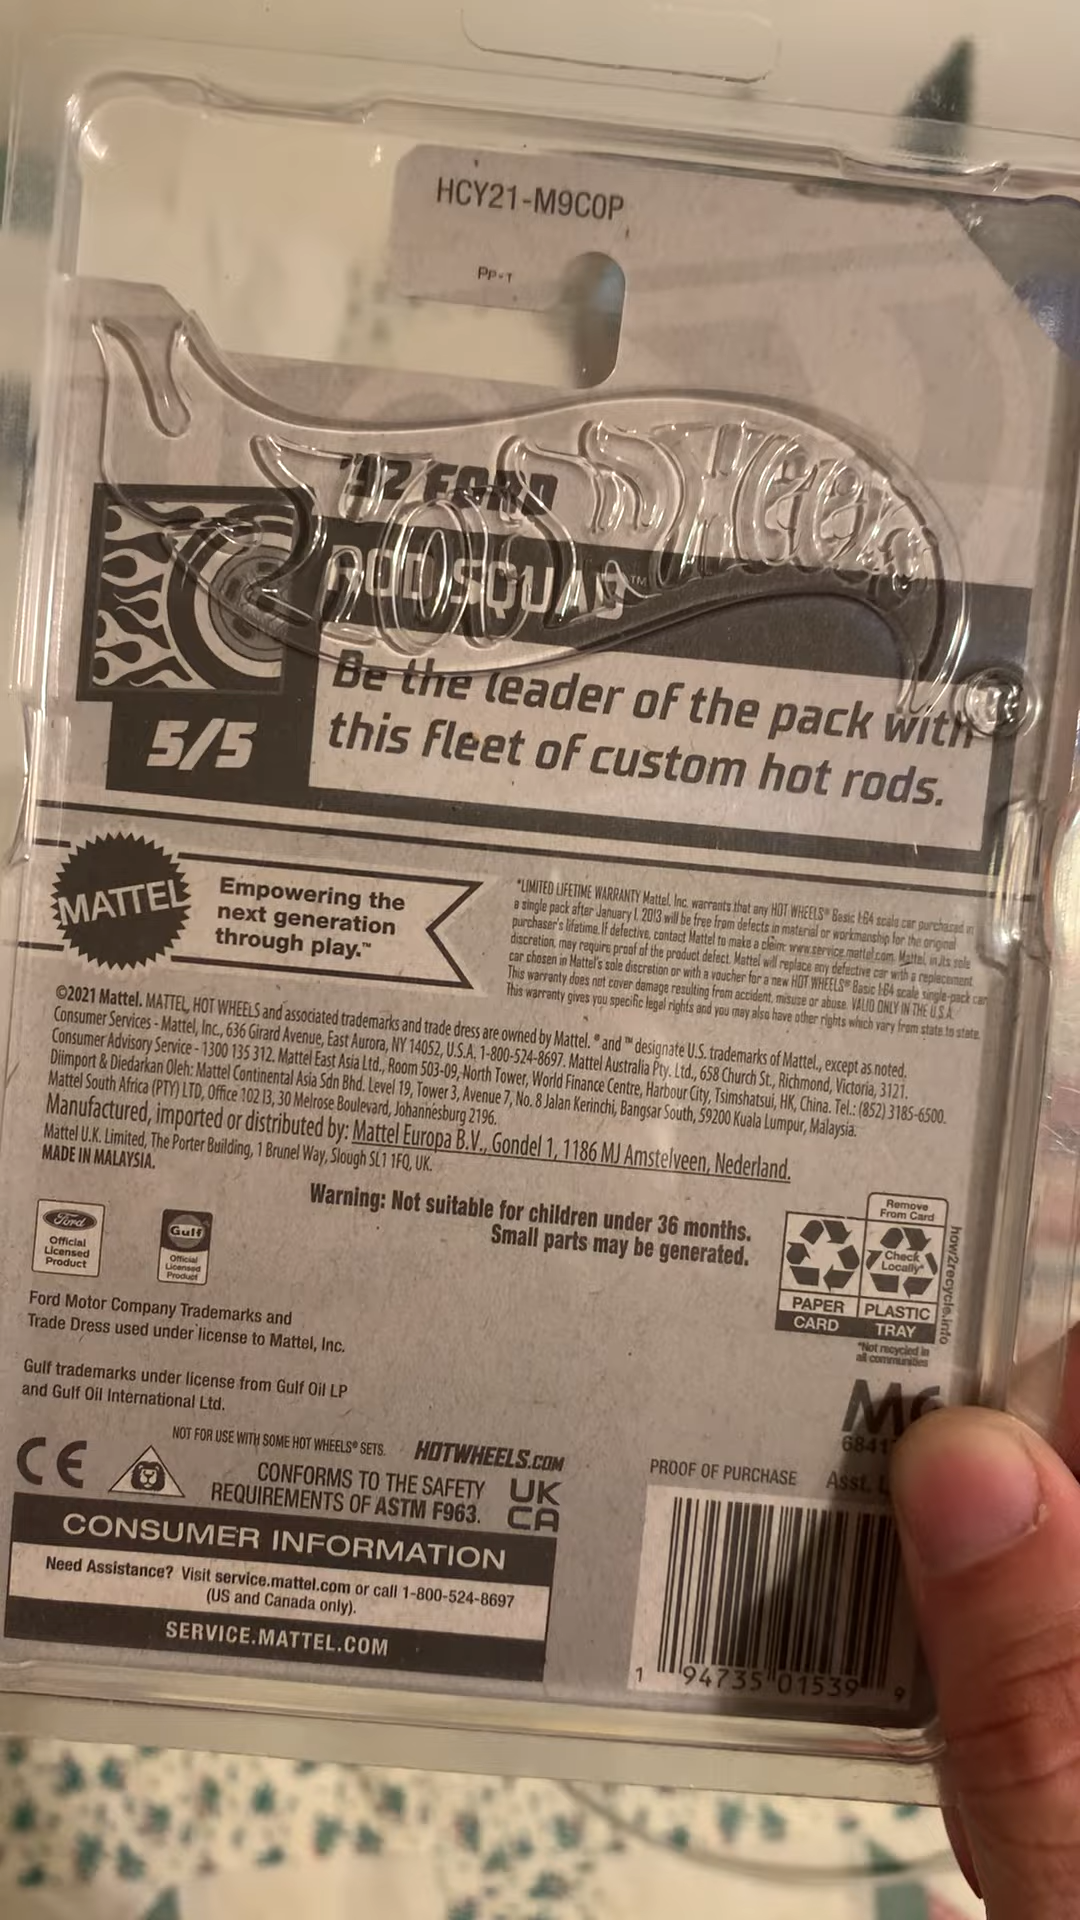 HCY21-M9C0P
PP-T
'32 FORD
ROD SQUAD™
Be the leader of the pack with
this fleet of custom hot rods.
5/5
MATTEL
Empowering the
next generation
through play.™
*LIMITED LIFETIME WARRANTY Mattel, Inc. warrants that any HOT WHEELS® Basic 1:64 scale car purchased in
a single pack after January 1, 2013 will be free from defects in material or workmanship for the original
purchaser's lifetime. If defective, contact Mattel to make a claim: www.service.mattel.com. Mattel, in its sole
discretion, may require proof of the product defect. Mattel will replace any defective car with a replacement
car chosen in Mattel's sole discretion or with a voucher for a new HOT WHEELS® Basic 1:64 scale single-pack car.
This warranty does not cover damage resulting from accident, misuse or abuse. VALID ONLY IN THE U.S.A.
This warranty gives you specific legal rights and you may also have other rights which vary from state to state.
©2021 Mattel. MATTEL, HOT WHEELS and associated trademarks and trade dress are owned by Mattel. ® and ™ designate U.S. trademarks of Mattel, except as noted.
Consumer Services - Mattel, Inc., 636 Girard Avenue, East Aurora, NY 14052, U.S.A. 1-800-524-8697. Mattel Australia Pty. Ltd., 658 Church St., Richmond, Victoria, 3121.
Consumer Advisory Service - 1300 135 312. Mattel East Asia Ltd., Room 503-09, North Tower, World Finance Centre, Harbour City, Tsimshatsui, HK, China. Tel.: (852) 3185-6500.
Diimport & Diedarkan Oleh: Mattel Continental Asia Sdn Bhd. Level 19, Tower 3, Avenue 7, No. 8 Jalan Kerinchi, Bangsar South, 59200 Kuala Lumpur, Malaysia.
Mattel South Africa (PTY) LTD, Office 102 I3, 30 Melrose Boulevard, Johannesburg 2196.
Manufactured, imported or distributed by: Mattel Europa B.V., Gondel 1, 1186 MJ Amstelveen, Nederland.
Mattel U.K. Limited, The Porter Building, 1 Brunel Way, Slough SL1 1FQ, UK.
MADE IN MALAYSIA.
Warning: Not suitable for children under 36 months.
Small parts may be generated.
Ford
Official
Licensed
Product
Gulf
Official
Licensed
Product
Remove
From Card
Check
Locally*
PAPER
CARD
PLASTIC
TRAY
*Not recycled in
all communities
how2recycle.info
Ford Motor Company Trademarks and
Trade Dress used under license to Mattel, Inc.
Gulf trademarks under license from Gulf Oil LP
and Gulf Oil International Ltd.
NOT FOR USE WITH SOME HOT WHEELS® SETS.
HOTWHEELS.COM
CE
CONFORMS TO THE SAFETY
REQUIREMENTS OF ASTM F963.
UK
CA
CONSUMER INFORMATION
Need Assistance? Visit service.mattel.com or call 1-800-524-8697
(US and Canada only).
SERVICE.MATTEL.COM
PROOF OF PURCHASE
Asst.
1 94735 01539 9
Hot Wheels